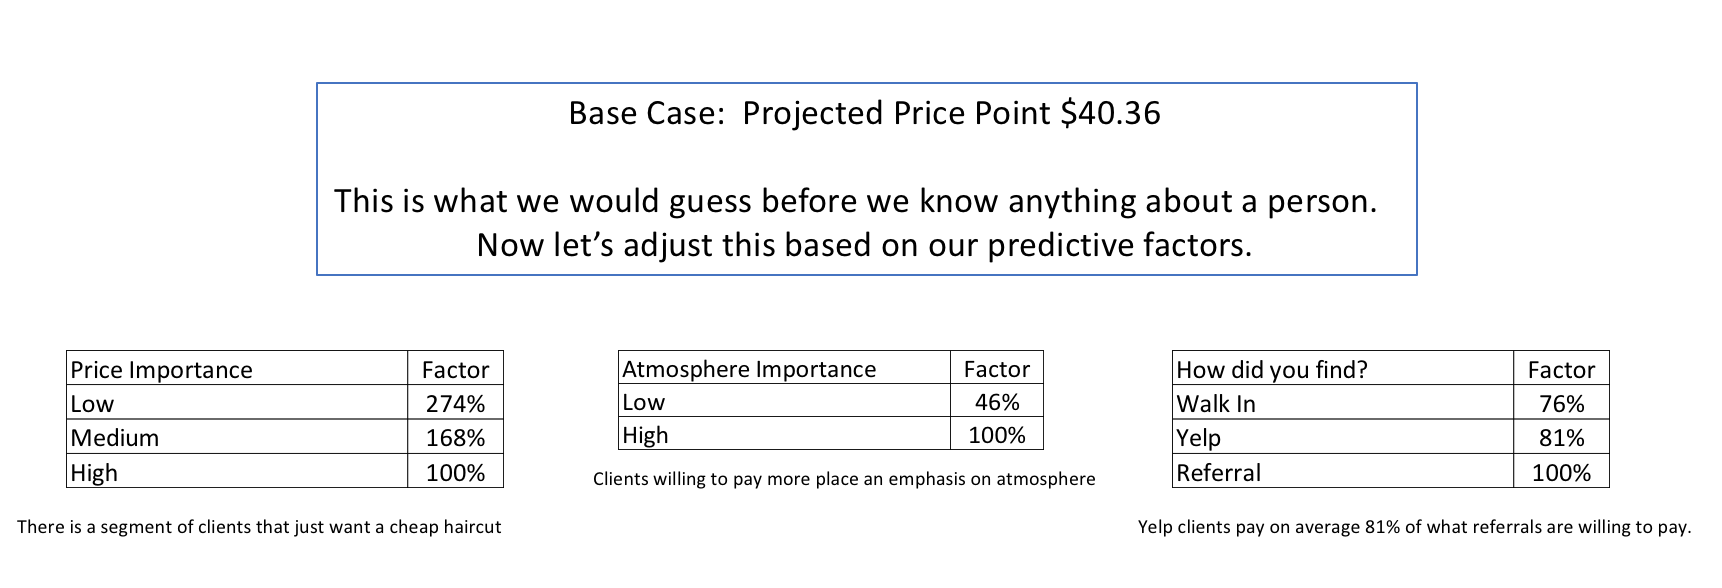 Base Case:  Projected Price Point $40.36
This is what we would guess before we know anything about a person.
Now let’s adjust this based on our predictive factors.
Price Importance Factor
Low 274%
Medium 168%
High 100%
There is a segment of clients that just want a cheap haircut
Atmosphere Importance Factor
Low 46%
High 100%
Clients willing to pay more place an emphasis on atmosphere
How did you find? Factor
Walk In 76%
Yelp 81%
Referral 100%
Yelp clients pay on average 81% of what referrals are willing to pay.